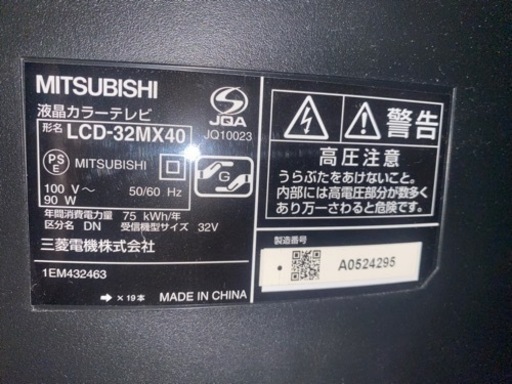 MITSUBISHI
液晶カラーテレビ
形名 LCD-32MX40
JQA
JQ10023
PS E MITSUBISHI
100 V～ 50/60 Hz
90 W
G
年間消費電力量 75 kWh/年
区分名 DN 受信機型サイズ 32V
三菱電機株式会社
1EM432463
➡ ×19本 MADE IN CHINA
警告
高圧注意
うらぶたをあけないこと。
内部には高電圧部分が数多く
あり万一さわると危険です。
製造番号
A0524295